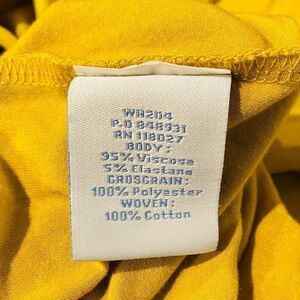 WR204
P.O 848931
RN 118027
BODY:
95% Viscose
5% Elastane
GROSGRAIN:
100% Polyester
WOVEN:
100% Cotton